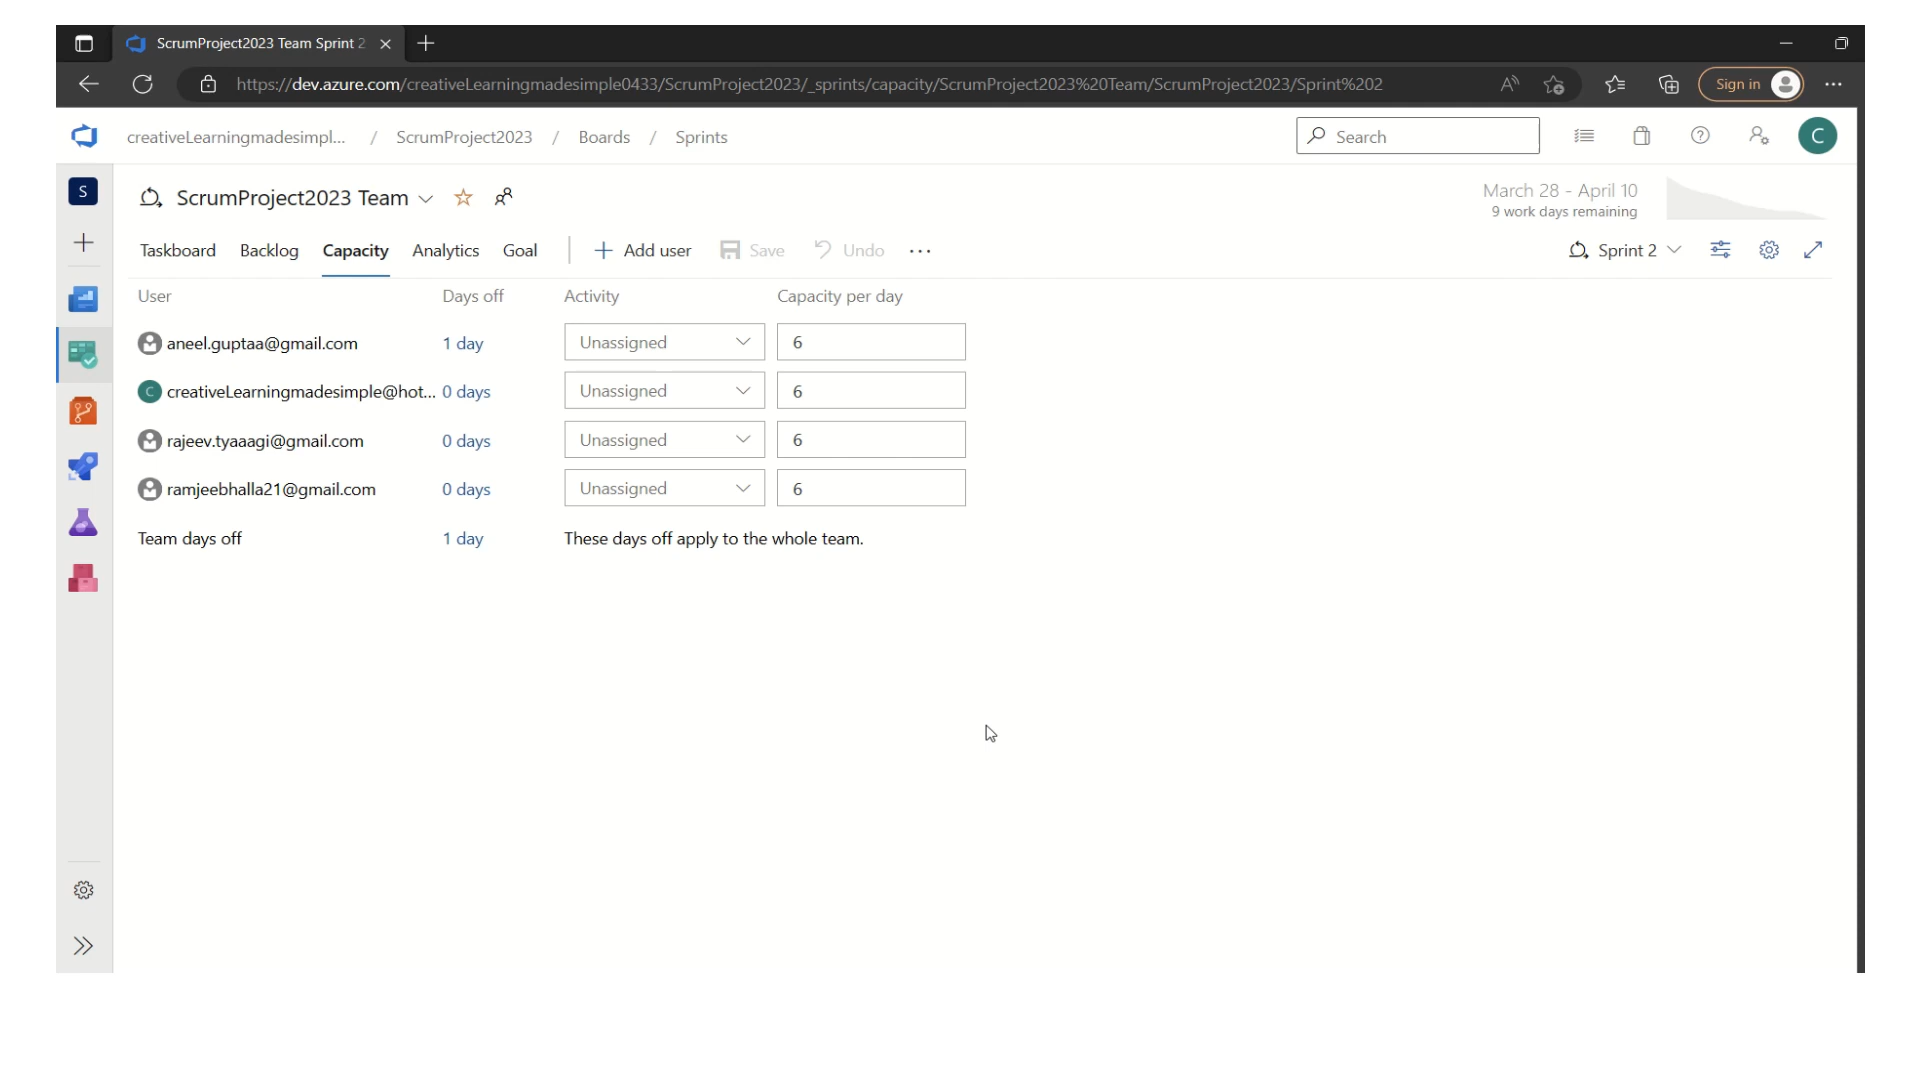 ScrumProject2023 Team Sprint 2
https://dev.azure.com/creativeLearningmadesimple0433/ScrumProject2023/_sprints/capacity/ScrumProject2023%20Team/ScrumProject2023/Sprint%202
Sign in
creativeLearningmadesimpl... / ScrumProject2023 / Boards / Sprints
Search
C
S
ScrumProject2023 Team
March 28 - April 10
9 work days remaining
Taskboard Backlog Capacity Analytics Goal Add user Save Undo
Sprint 2
User Days off Activity Capacity per day
aneel.guptaa@gmail.com 1 day Unassigned 6
C creativeLearningmadesimple@hot... 0 days Unassigned 6
rajeev.tyaaagi@gmail.com 0 days Unassigned 6
ramjeebhalla21@gmail.com 0 days Unassigned 6
Team days off 1 day These days off apply to the whole team.